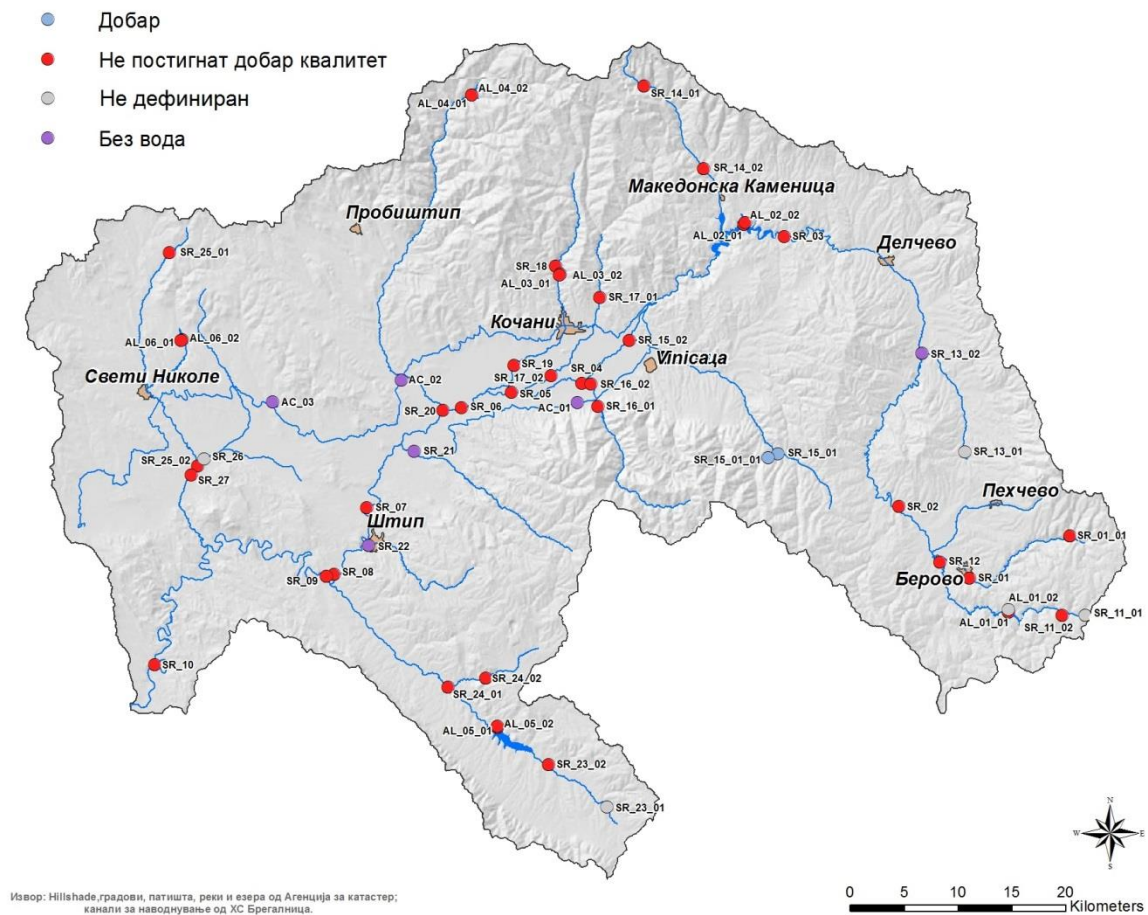 Добар
Не постигнат добар квалитет
Не дефиниран
Без вода
AL_04_02
AL_04_01
SR_14_01
SR_14_02
Македонска Каменица
Пробиштип
AL_02_02
AL_02_01
SR_03
Делчево
SR_25_01
SR_18
AL_03_02
AL_03_01
SR_17_01
Кочани
SR_15_02
AL_06_01
AL_06_02
Vinicaца
SR_13_02
SR_19
SR_04
SR_17_02
Свети Николе
AC_02
SR_16_02
SR_05
AC_03
AC_01
SR_20
SR_06
SR_16_01
SR_21
SR_15_01
SR_15_01_01
SR_13_01
SR_26
SR_25_02
SR_27
Пехчево
SR_07
SR_02
Штип
SR_01_01
SR_22
SR_12
SR_08
SR_09
Берово
SR_01
AL_01_02
AL_01_01
SR_11_02
SR_11_01
SR_10
SR_24_02
SR_24_01
AL_05_02
AL_05_01
SR_23_02
SR_23_01
N
W
E
S
Извор: Hillshade,градови, патишта, реки и езера од Агенција за катастер;
канали за наводнување од ХС Брегалница.
0 5 10 15 20
Kilometers